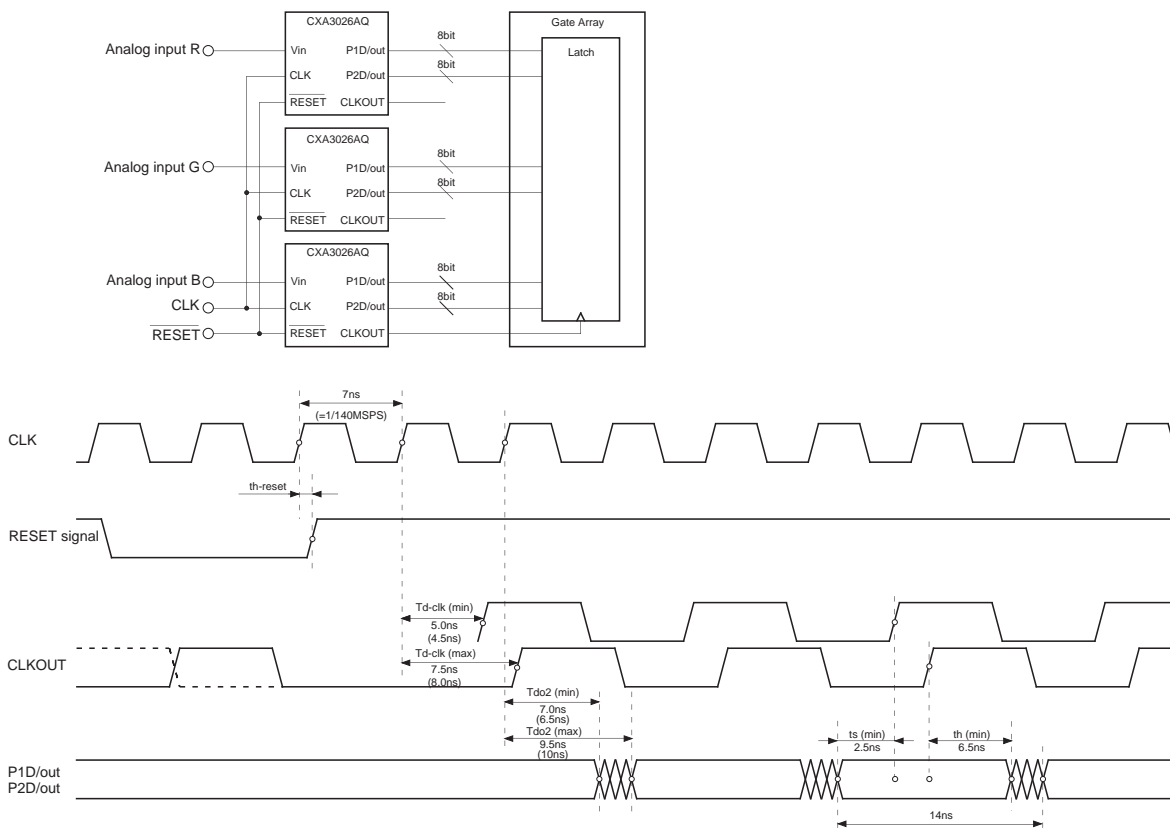 CXA3026AQ
Gate Array
Analog input R
Vin
P1D/out
8bit
Latch
CLK
P2D/out
8bit
RESET
CLKOUT
CXA3026AQ
Analog input G
Vin
P1D/out
8bit
CLK
P2D/out
8bit
RESET
CLKOUT
CXA3026AQ
Analog input B
Vin
P1D/out
8bit
CLK
CLK
P2D/out
8bit
RESET
RESET
CLKOUT
7ns
(=1/140MSPS)
CLK
th-reset
RESET signal
Td-clk (min)
5.0ns
(4.5ns)
CLKOUT
Td-clk (max)
7.5ns
(8.0ns)
Tdo2 (min)
7.0ns
(6.5ns)
Tdo2 (max)
9.5ns
(10ns)
ts (min)
2.5ns
th (min)
6.5ns
P1D/out
P2D/out
14ns